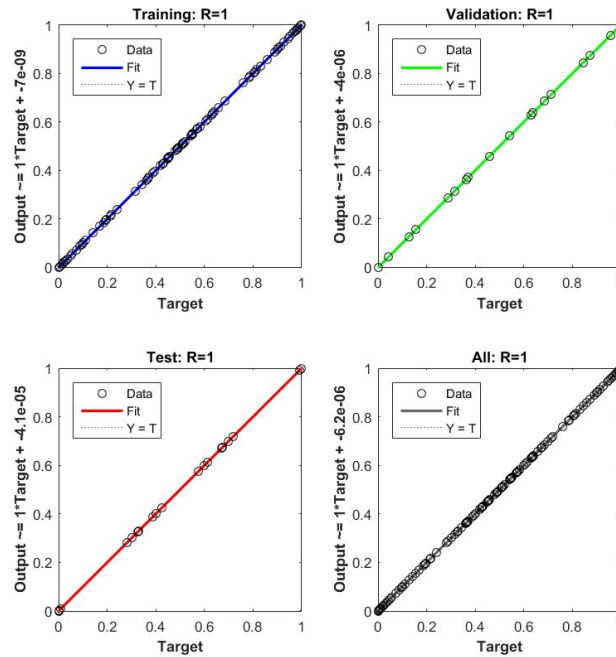 Training: R=1
Output ~= 1*Target + -7e-09
1
0.8
0.6
0.4
0.2
0
Data
Fit
Y = T
0 0.2 0.4 0.6 0.8 1
Target
Validation: R=1
Output ~= 1*Target + -4e-06
1
0.8
0.6
0.4
0.2
0
Data
Fit
Y = T
0 0.2 0.4 0.6 0.8
Target
Test: R=1
Output ~= 1*Target + -4.1e-05
1
0.8
0.6
0.4
0.2
0
Data
Fit
Y = T
0 0.2 0.4 0.6 0.8 1
Target
All: R=1
Output ~= 1*Target + -6.2e-06
1
0.8
0.6
0.4
0.2
0
Data
Fit
Y = T
0 0.2 0.4 0.6 0.8
Target